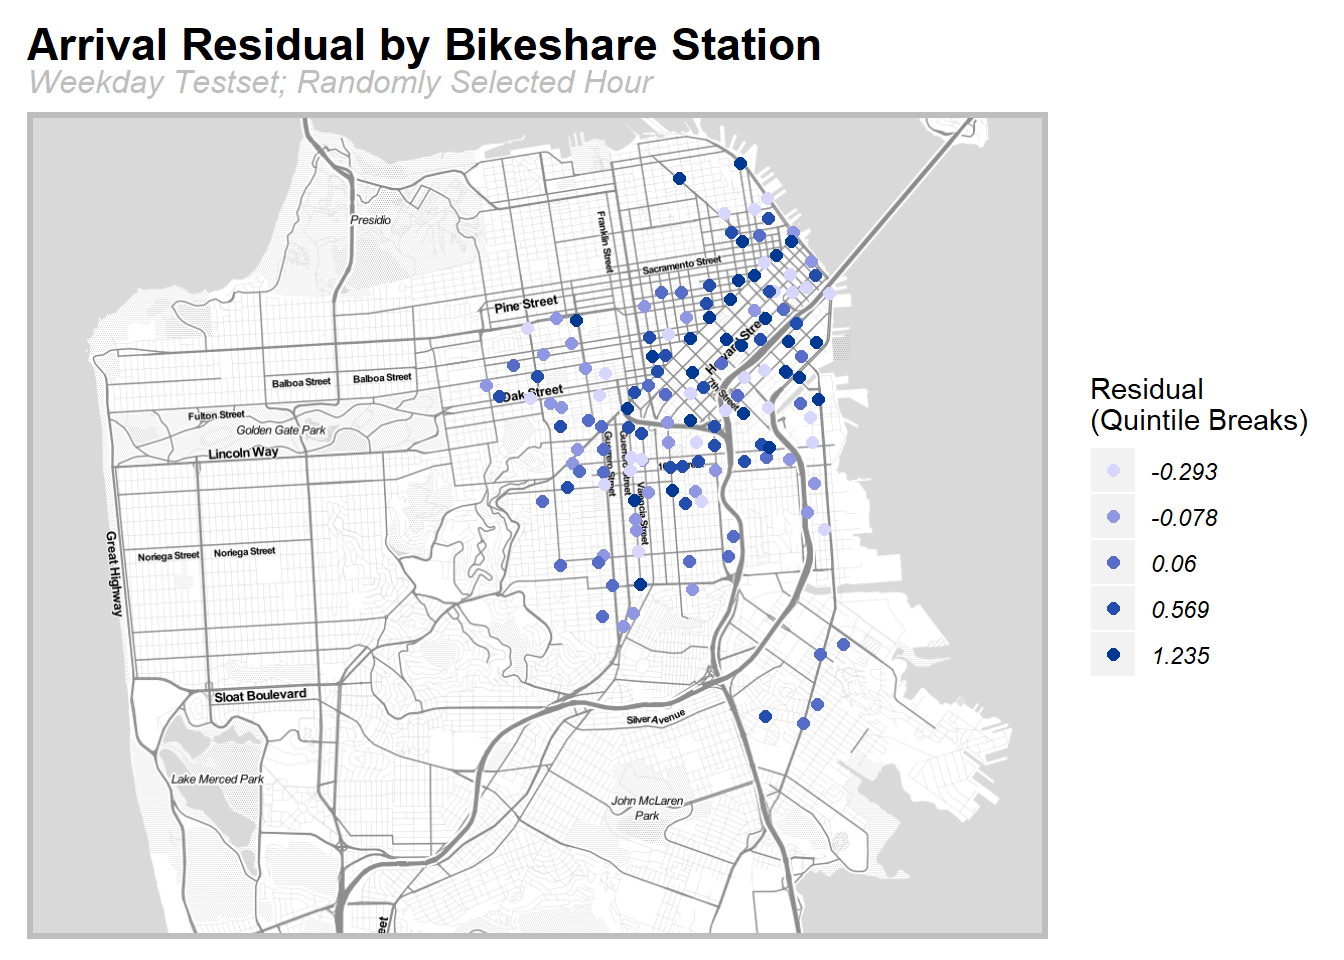 Arrival Residual by Bikeshare Station
Weekday Testset; Randomly Selected Hour
Presidio
Franklin Street
Sacramento Street
Pine Street
Balboa Street
Balboa Street
Oak Street
Fulton Street
Golden Gate Park
Lincoln Way
Guerrero Street
Valencia Street
Great Highway
Noriega Street
Noriega Street
Sloat Boulevard
Silver Avenue
Lake Merced Park
John McLaren
Park
Residual
(Quintile Breaks)
-0.293
-0.078
0.06
0.569
1.235